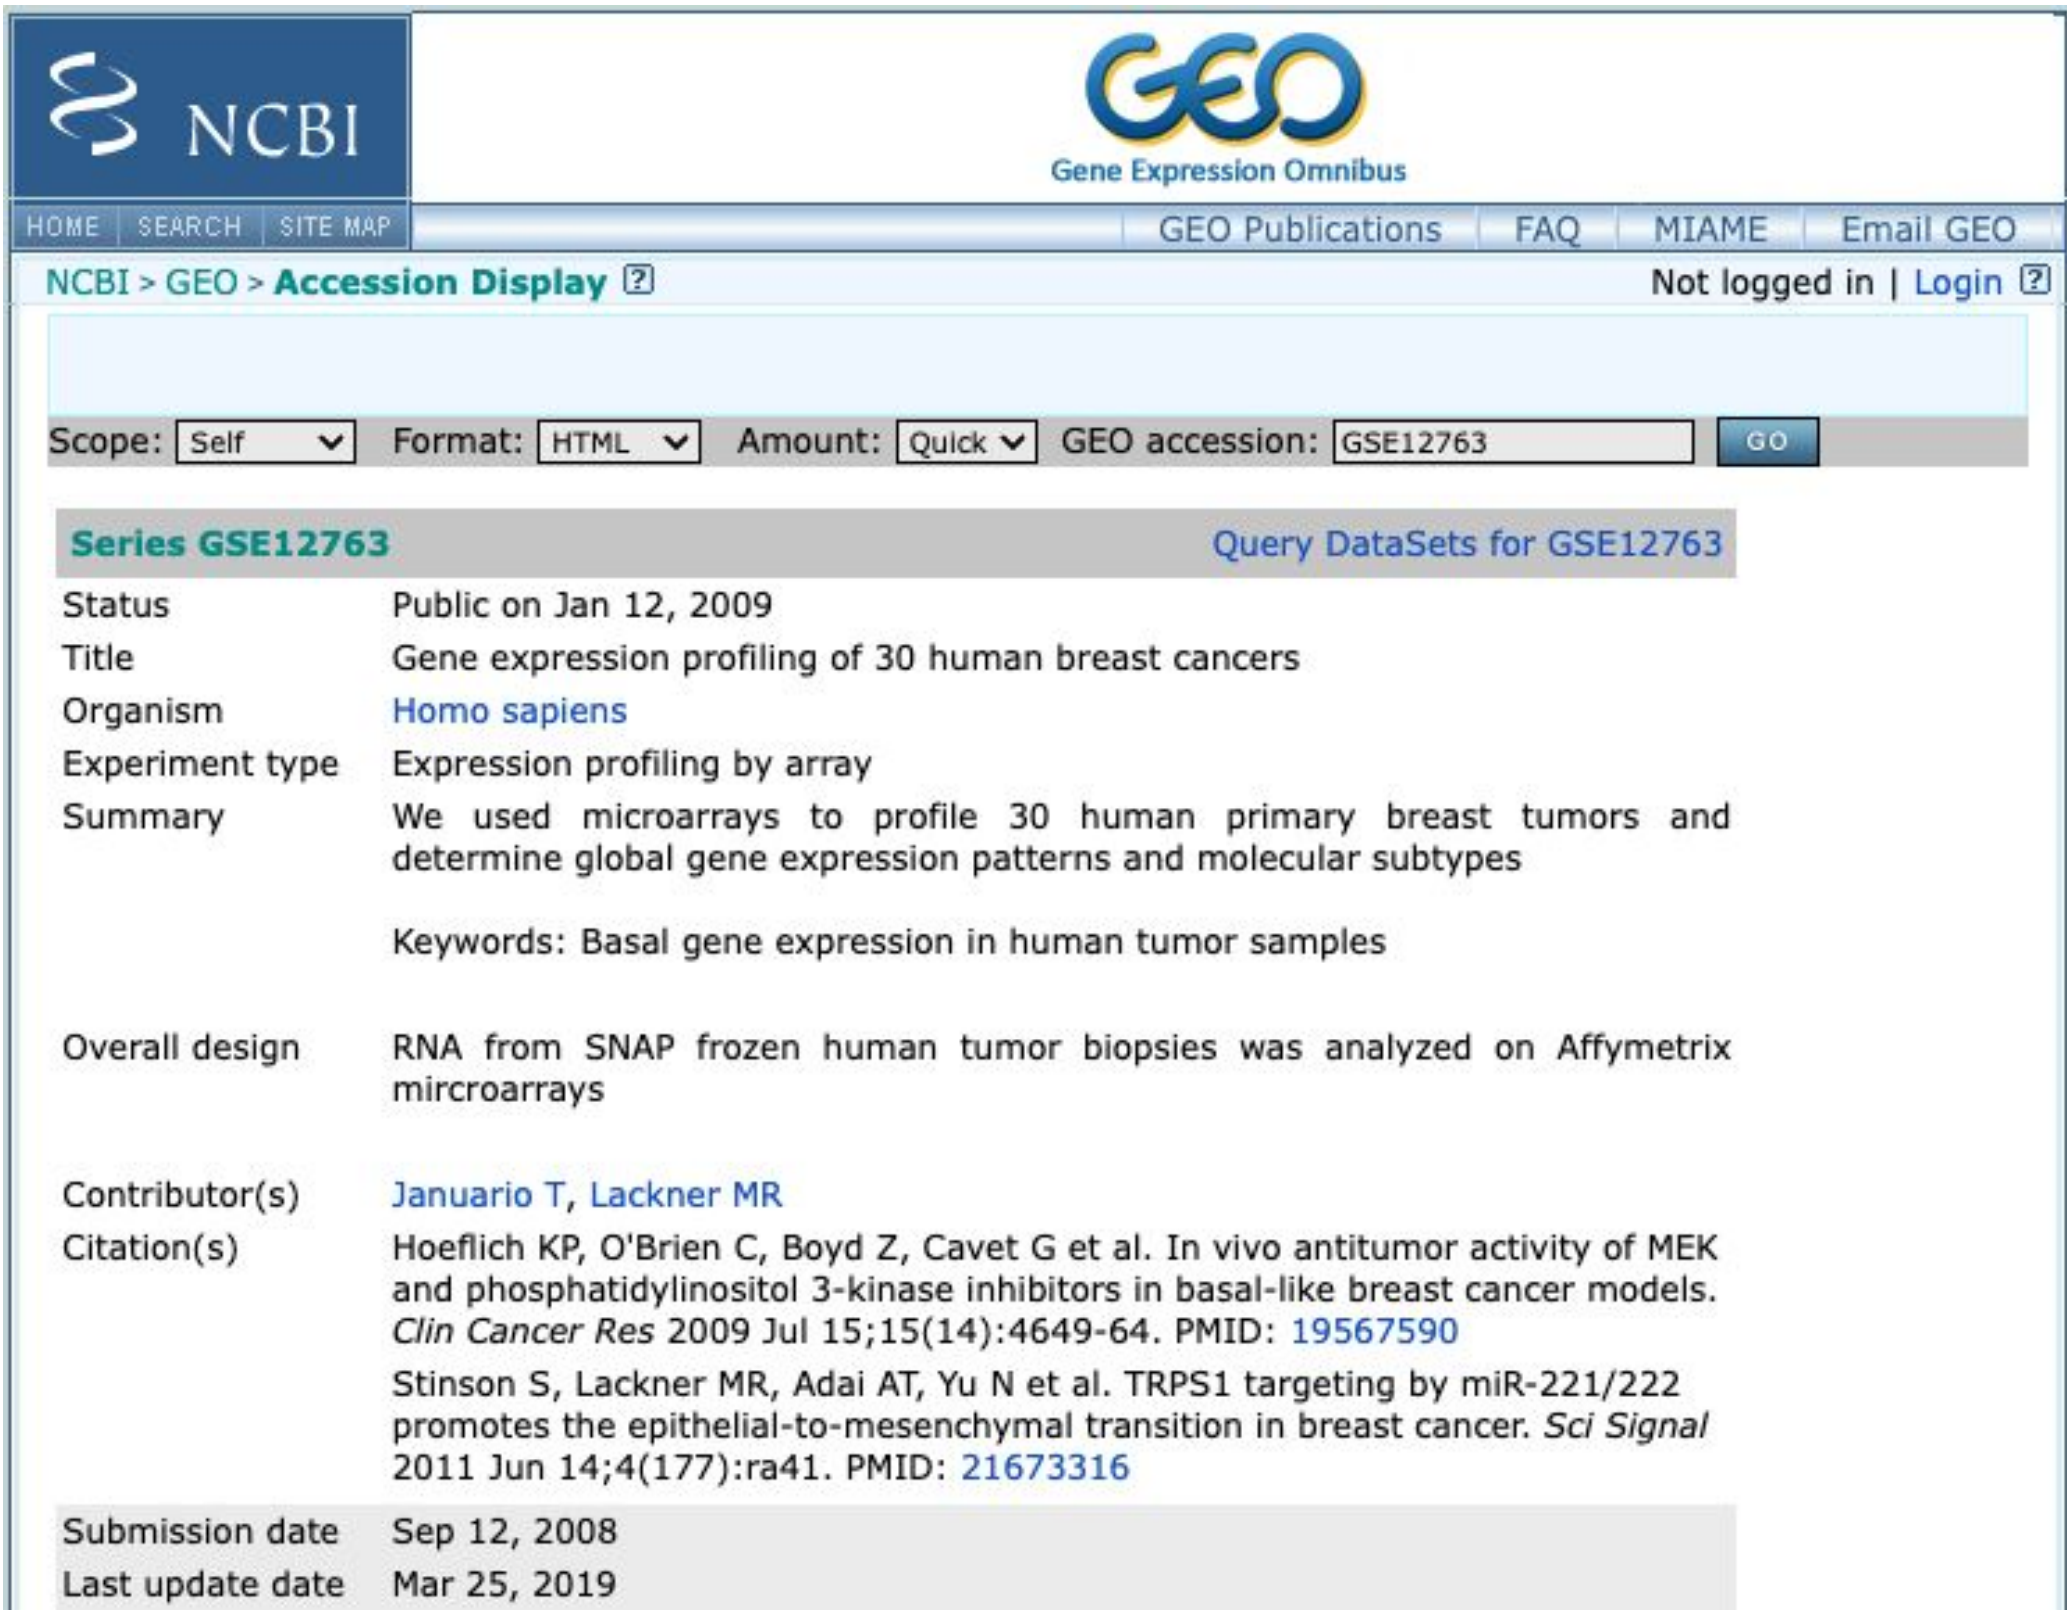 NCBI
GEO
Gene Expression Omnibus
HOME SEARCH SITE MAP GEO Publications FAQ MIAME Email GEO
NCBI > GEO > Accession Display ? Not logged in | Login ?
Scope: Self Format: HTML Amount: Quick GEO accession: GSE12763 GO
Series GSE12763 Query DataSets for GSE12763
Status Public on Jan 12, 2009
Title Gene expression profiling of 30 human breast cancers
Organism Homo sapiens
Experiment type Expression profiling by array
Summary We used microarrays to profile 30 human primary breast tumors and
determine global gene expression patterns and molecular subtypes
Keywords: Basal gene expression in human tumor samples
Overall design RNA from SNAP frozen human tumor biopsies was analyzed on Affymetrix
mircroarrays
Contributor(s) Januario T, Lackner MR
Citation(s) Hoeflich KP, O'Brien C, Boyd Z, Cavet G et al. In vivo antitumor activity of MEK
and phosphatidylinositol 3-kinase inhibitors in basal-like breast cancer models.
Clin Cancer Res 2009 Jul 15;15(14):4649-64. PMID: 19567590
Stinson S, Lackner MR, Adai AT, Yu N et al. TRPS1 targeting by miR-221/222
promotes the epithelial-to-mesenchymal transition in breast cancer. Sci Signal
2011 Jun 14;4(177):ra41. PMID: 21673316
Submission date Sep 12, 2008
Last update date Mar 25, 2019